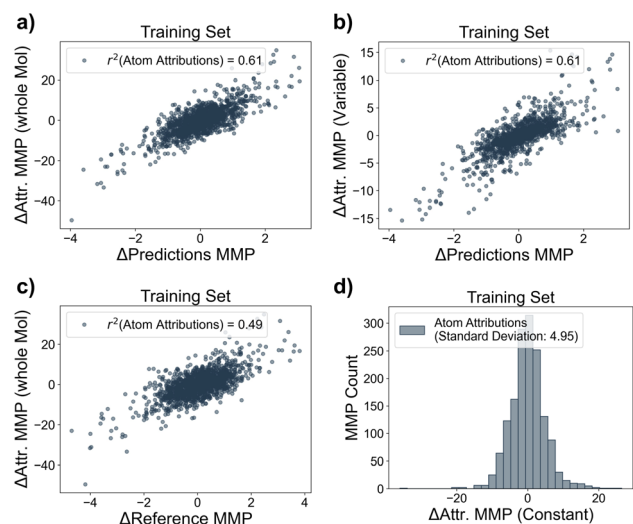 a)
Training Set
r²(Atom Attributions) = 0.61
20
0
−20
−40
−4
−2
0
2
ΔAttr. MMP (whole Mol)
ΔPredictions MMP
b)
Training Set
r²(Atom Attributions) = 0.61
15
10
5
0
−5
−10
−15
−4
−2
0
2
ΔAttr. MMP (Variable)
ΔPredictions MMP
c)
Training Set
r²(Atom Attributions) = 0.49
20
0
−20
−40
−4
−2
0
2
4
ΔAttr. MMP (whole Mol)
ΔReference MMP
d)
Training Set
Atom Attributions
(Standard Deviation: 4.95)
300
250
200
150
100
50
0
−20
0
20
MMP Count
ΔAttr. MMP (Constant)